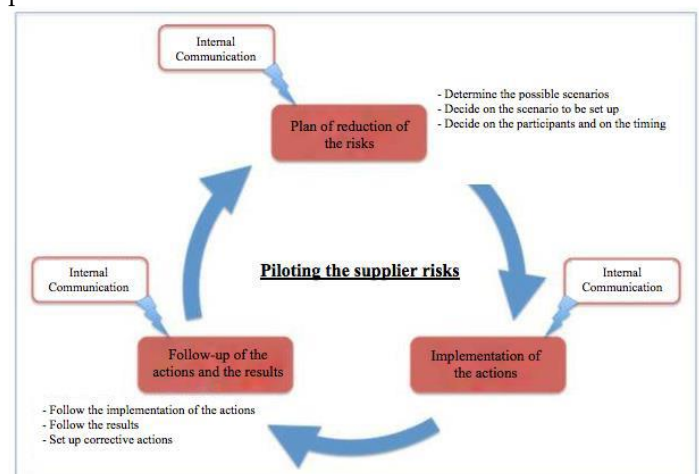 Internal
Communication
Plan of reduction of
the risks
- Determine the possible scenarios
- Decide on the scenario to be set up
- Decide on the participants and on the timing
Piloting the supplier risks
Internal
Communication
Internal
Communication
Follow-up of the
actions and the results
Implementation of
the actions
- Follow the implementation of the actions
- Follow the results
- Set up corrective actions